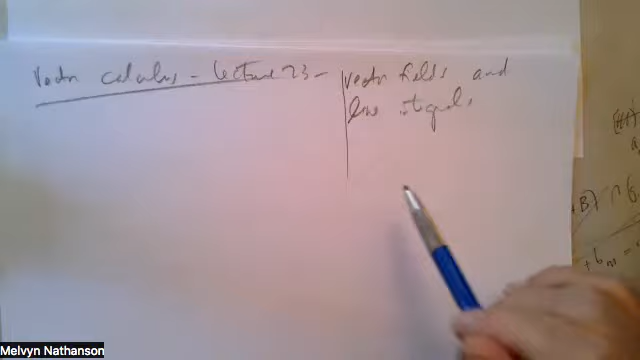 Vector calculus - Lecture 23 - vector fields and
line integrals
B) ∩
+ b
Melvyn Nathanson